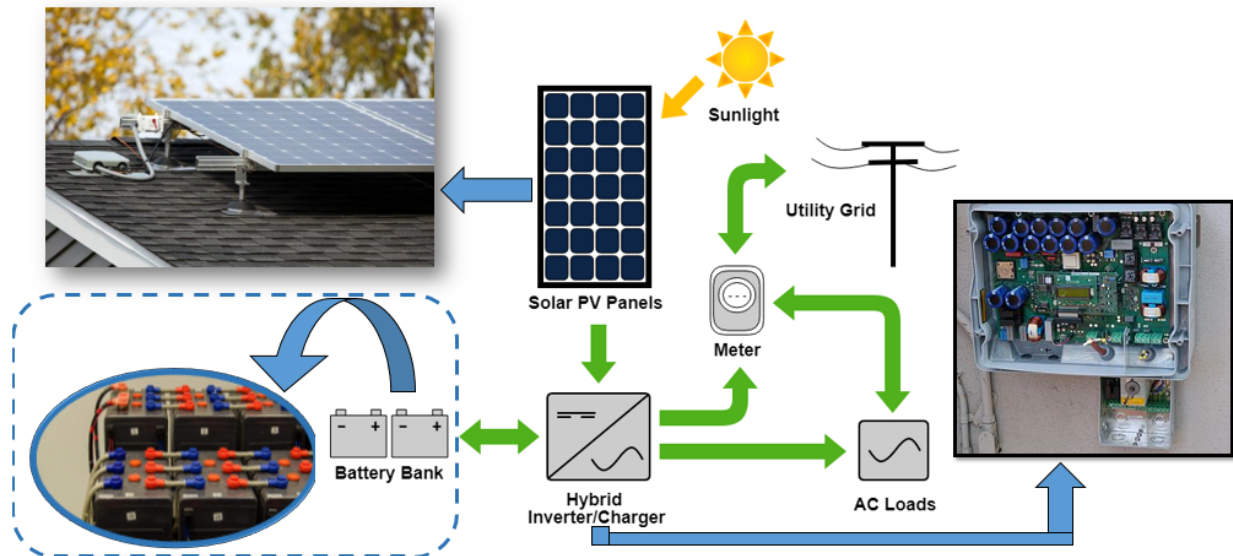 Sunlight
Utility Grid
Solar PV Panels
Meter
Battery Bank
Hybrid
Inverter/Charger
AC Loads